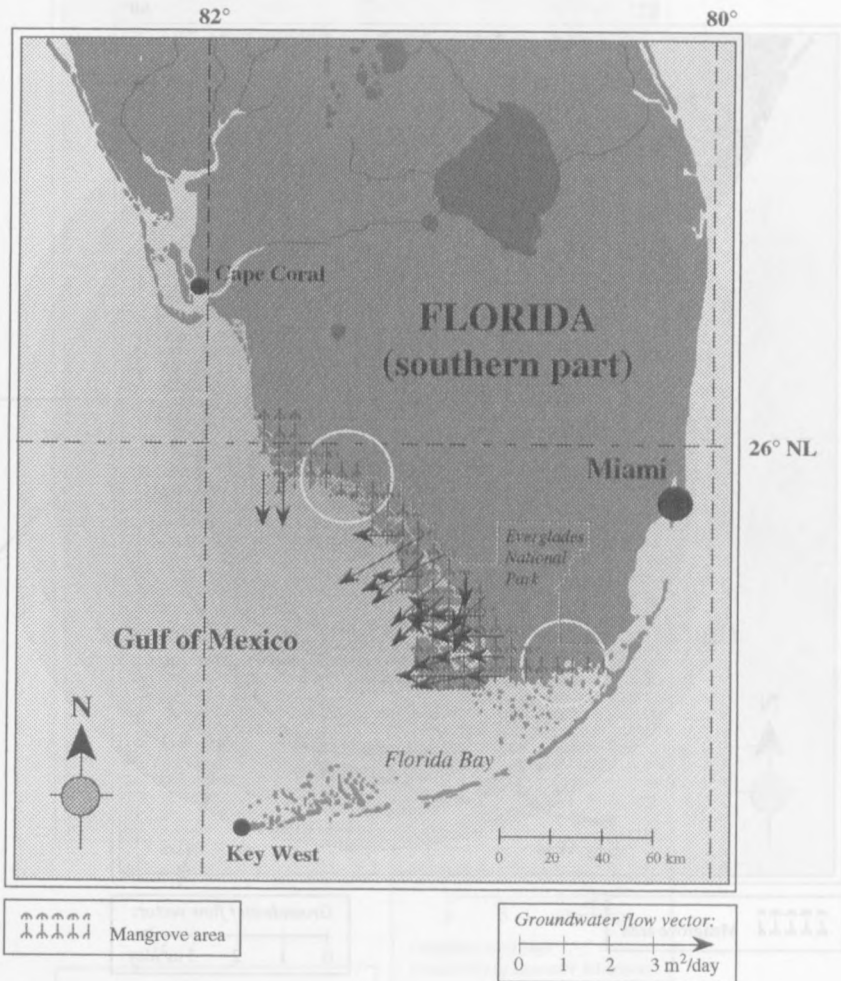 82°
80°
Cape Coral
FLORIDA
(southern part)
26° NL
Miami
Everglades
National
Park
Gulf of Mexico
N
Florida Bay
Key West
0 20 40 60 km
Mangrove area
Groundwater flow vector:
0 1 2 3 m²/day